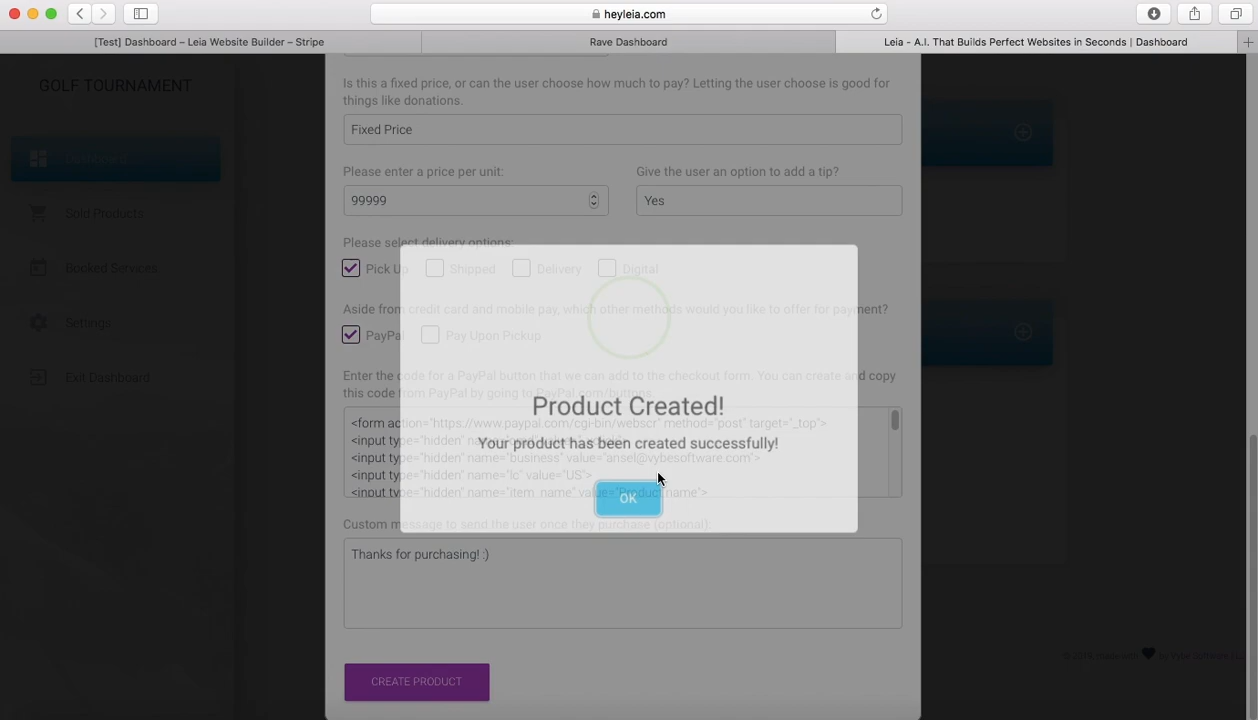 heyleia.com
[Test] Dashboard – Leia Website Builder – Stripe
Rave Dashboard
Leia - A.I. That Builds Perfect Websites in Seconds | Dashboard
GOLF TOURNAMENT
Dashboard
Sold Products
Booked Services
Settings
Exit Dashboard
Is this a fixed price, or can the user choose how much to pay? Letting the user choose is good for
things like donations.
Fixed Price
Please enter a price per unit:
Give the user an option to add a tip?
99999
Yes
Please select delivery options:
Pick Up
Shipped
Delivery
Digital
Aside from credit card and mobile pay, which other methods would you like to offer for payment?
PayPal
Pay Upon Pickup
Enter the code for a PayPal button that we can add to the checkout form. You can create and copy
this code from PayPal by going to PayPal.com/buttons.
<form action="https://www.paypal.com/cgi-bin/webscr" method="post" target="_top">
<input type="hidden"
<input type="hidden" name="business" value="ansel@vybesoftware.com">
<input type="hidden" name="lc" value="US">
<input type="hidden" name="item_name" value="Product name">
Product Created!
Your product has been created successfully!
OK
Custom message to send the user once they purchase (optional):
Thanks for purchasing! :)
CREATE PRODUCT